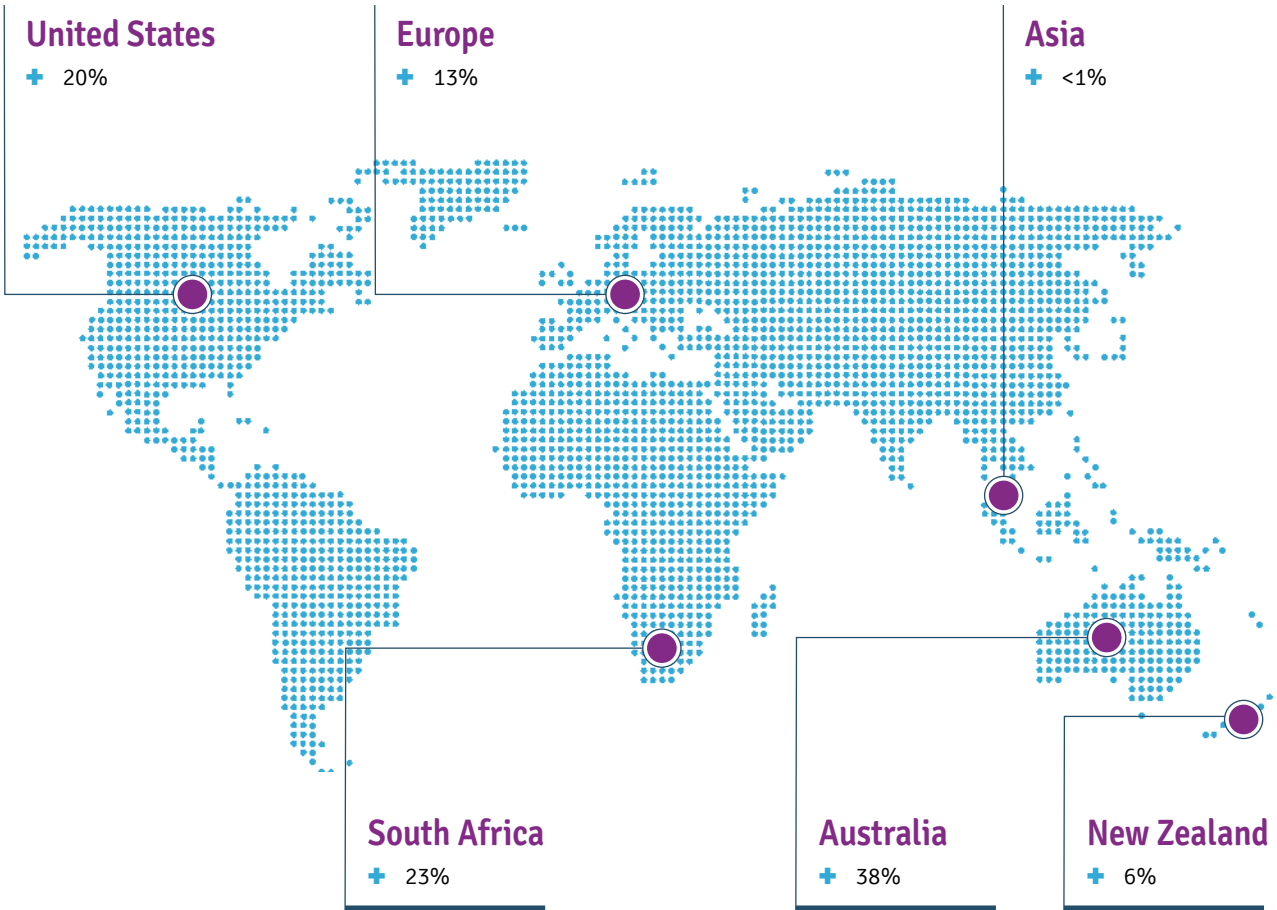 United States
20%
Europe
13%
Asia
<1%
South Africa
23%
Australia
38%
New Zealand
6%